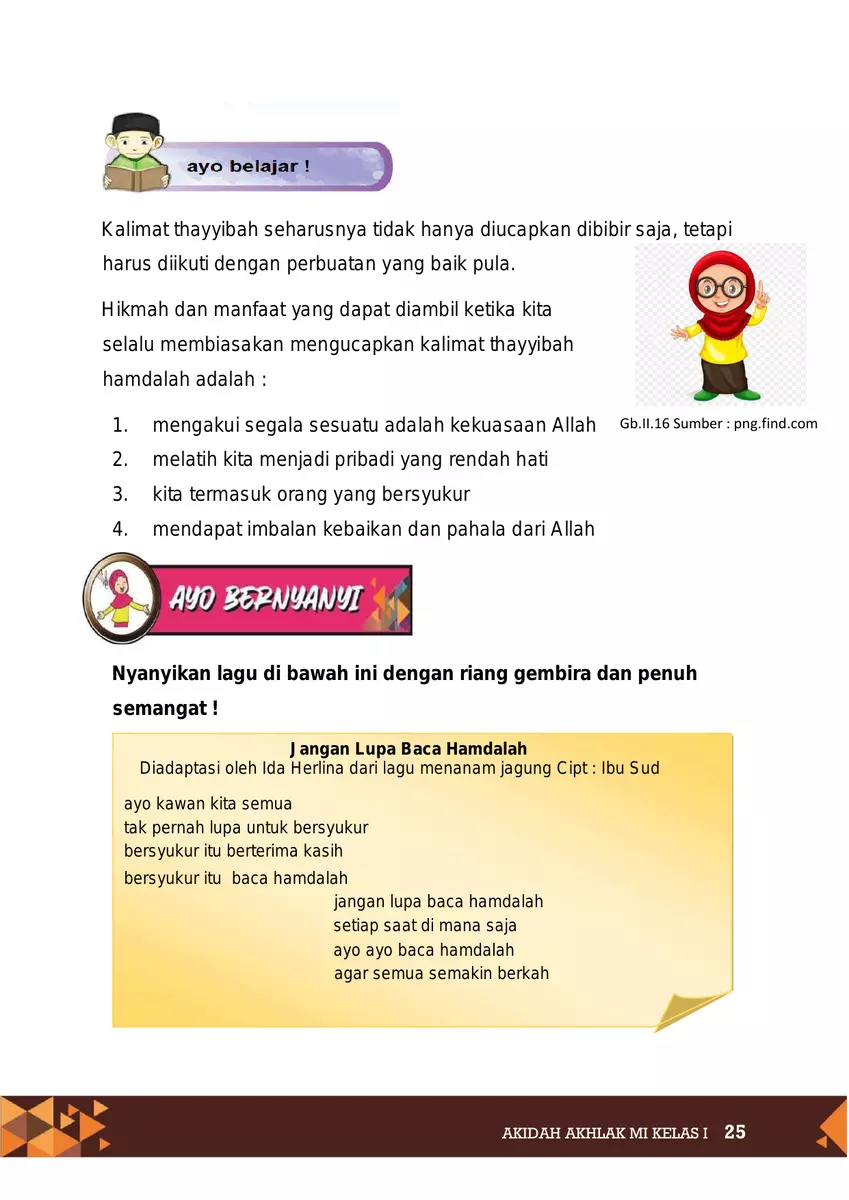 ayo belajar !
Kalimat thayyibah seharusnya tidak hanya diucapkan dibibir saja, tetapi
harus diikuti dengan perbuatan yang baik pula.
Hikmah dan manfaat yang dapat diambil ketika kita
selalu membiasakan mengucapkan kalimat thayyibah
hamdalah adalah :
1. mengakui segala sesuatu adalah kekuasaan Allah
Gb.II.16 Sumber : png.find.com
2. melatih kita menjadi pribadi yang rendah hati
3. kita termasuk orang yang bersyukur
4. mendapat imbalan kebaikan dan pahala dari Allah
AYO BERNYANYI
Nyanyikan lagu di bawah ini dengan riang gembira dan penuh
semangat !
Jangan Lupa Baca Hamdalah
Diadaptasi oleh Ida Herlina dari lagu menanam jagung Cipt : Ibu Sud
ayo kawan kita semua
tak pernah lupa untuk bersyukur
bersyukur itu berterima kasih
bersyukur itu baca hamdalah
jangan lupa baca hamdalah
setiap saat di mana saja
ayo ayo baca hamdalah
agar semua semakin berkah
AKIDAH AKHLAK MI KELAS I 25